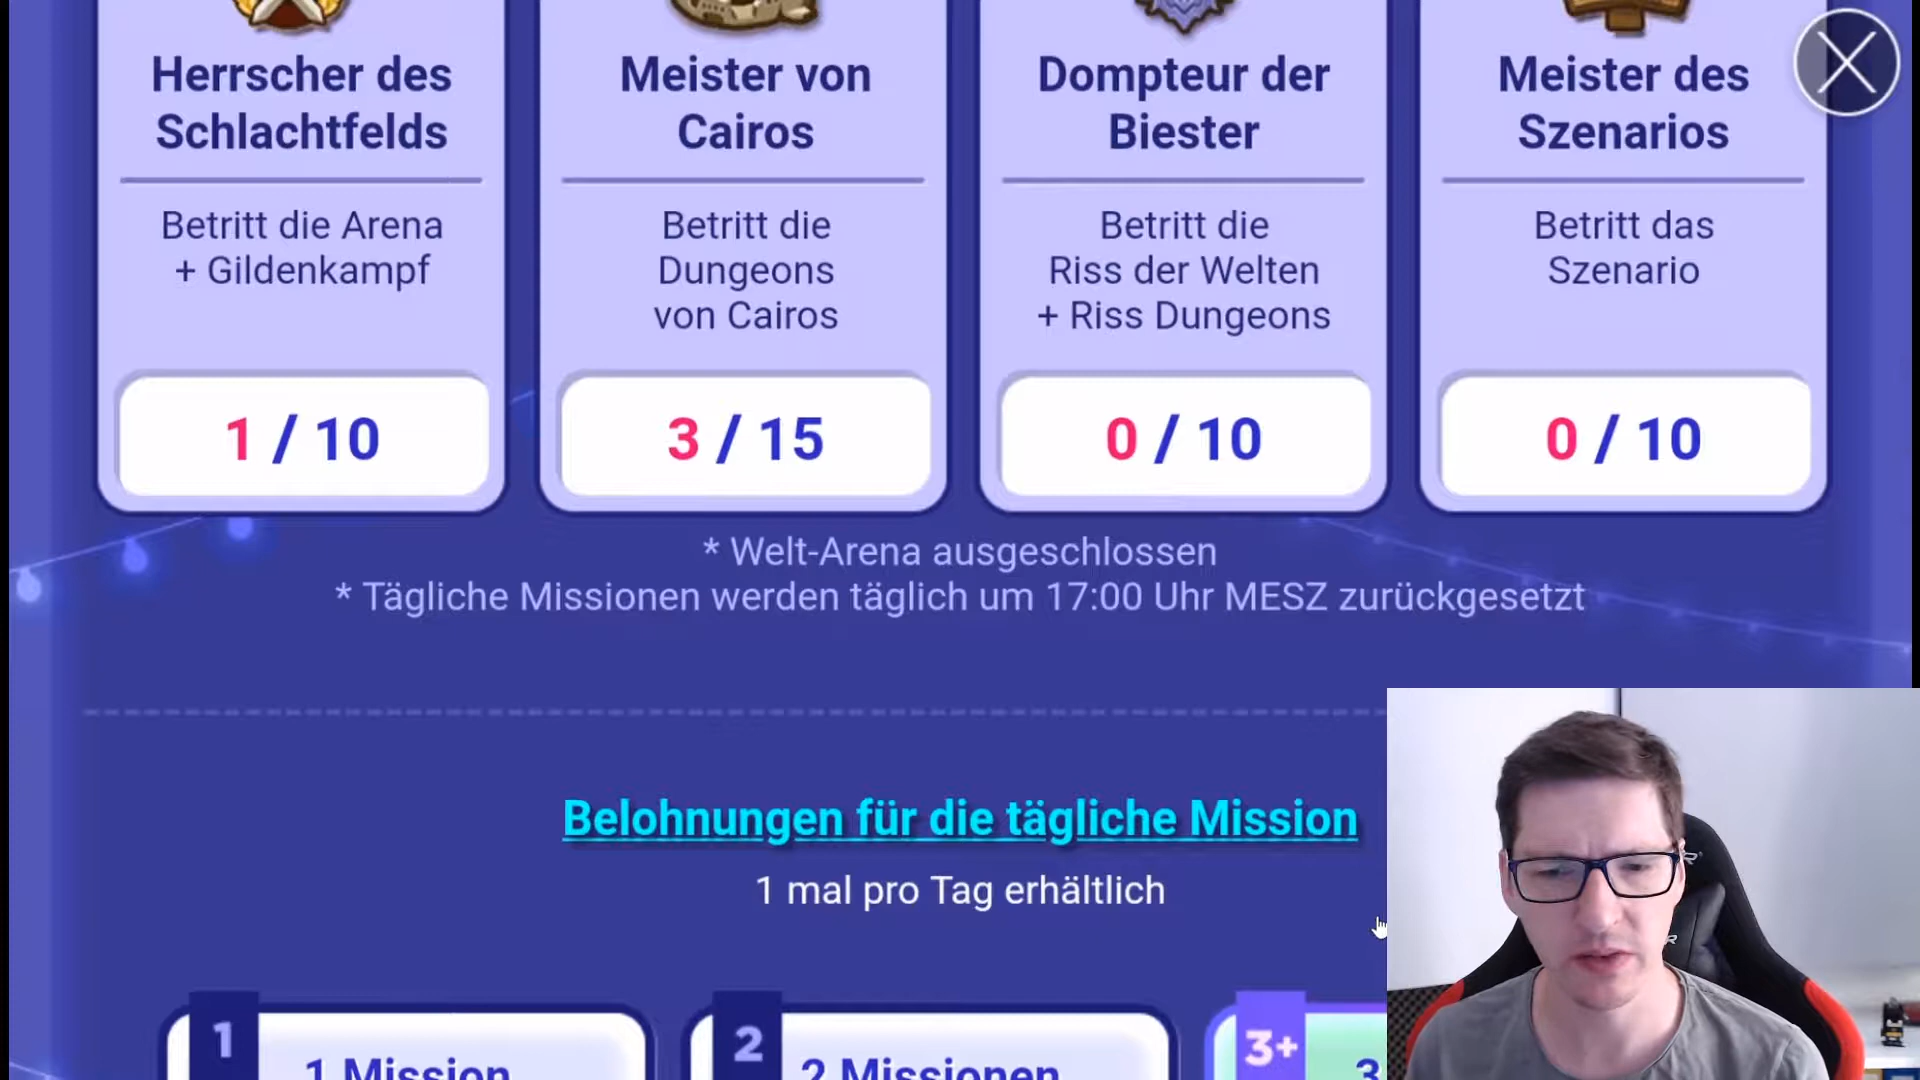 Herrscher des
Schlachtfelds
Betritt die Arena
+ Gildenkampf
1 / 10
Meister von
Cairos
Betritt die
Dungeons
von Cairos
3 / 15
Dompteur der
Biester
Betritt die
Riss der Welten
+ Riss Dungeons
0 / 10
Meister des
Szenarios
Betritt das
Szenario
0 / 10
* Welt-Arena ausgeschlossen
* Tägliche Missionen werden täglich um 17:00 Uhr MESZ zurückgesetzt
Belohnungen für die tägliche Mission
1 mal pro Tag erhältlich
1
1 Mission
2
2 Missionen
3+
3